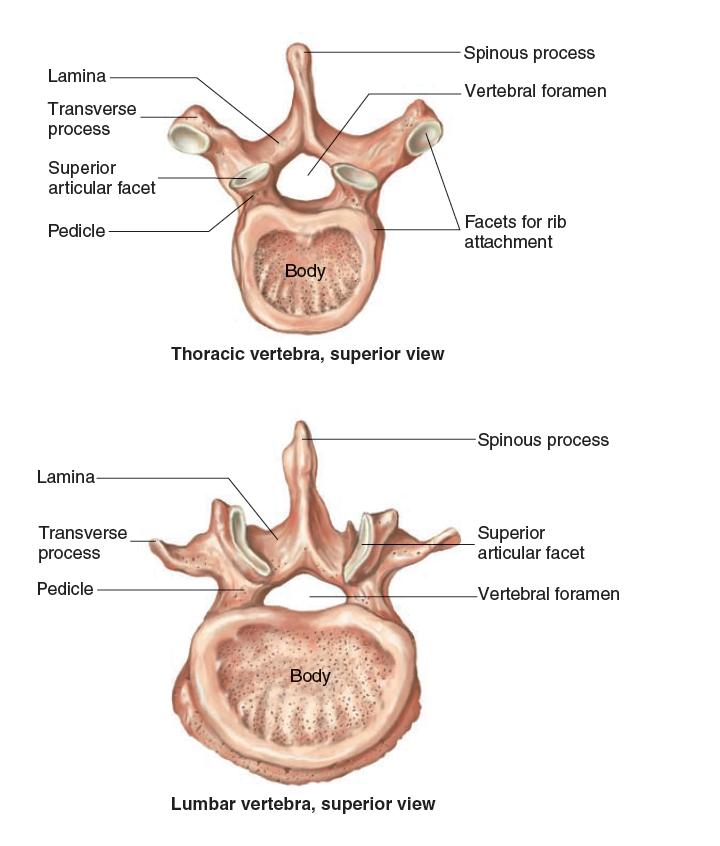 Spinous process
Lamina
Vertebral foramen
Transverse
process
Superior
articular facet
Pedicle
Facets for rib
attachment
Body
Thoracic vertebra, superior view
Spinous process
Lamina
Transverse
process
Superior
articular facet
Pedicle
Vertebral foramen
Body
Lumbar vertebra, superior view